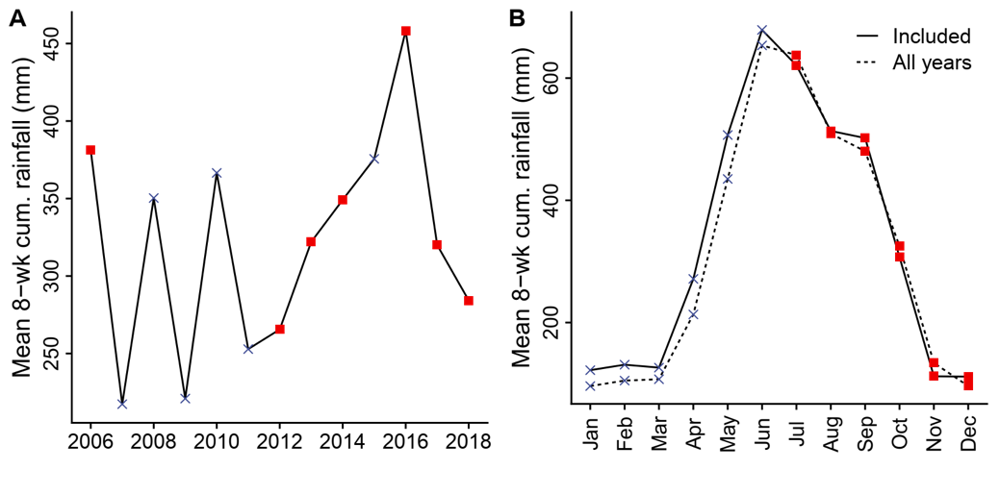 A
Mean 8−wk cum. rainfall (mm)
450
400
350
300
250
2006 2008 2010 2012 2014 2016 2018
B
Mean 8−wk cum. rainfall (mm)
600
400
200
Included
All years
Jan Feb Mar Apr May Jun Jul Aug Sep Oct Nov Dec